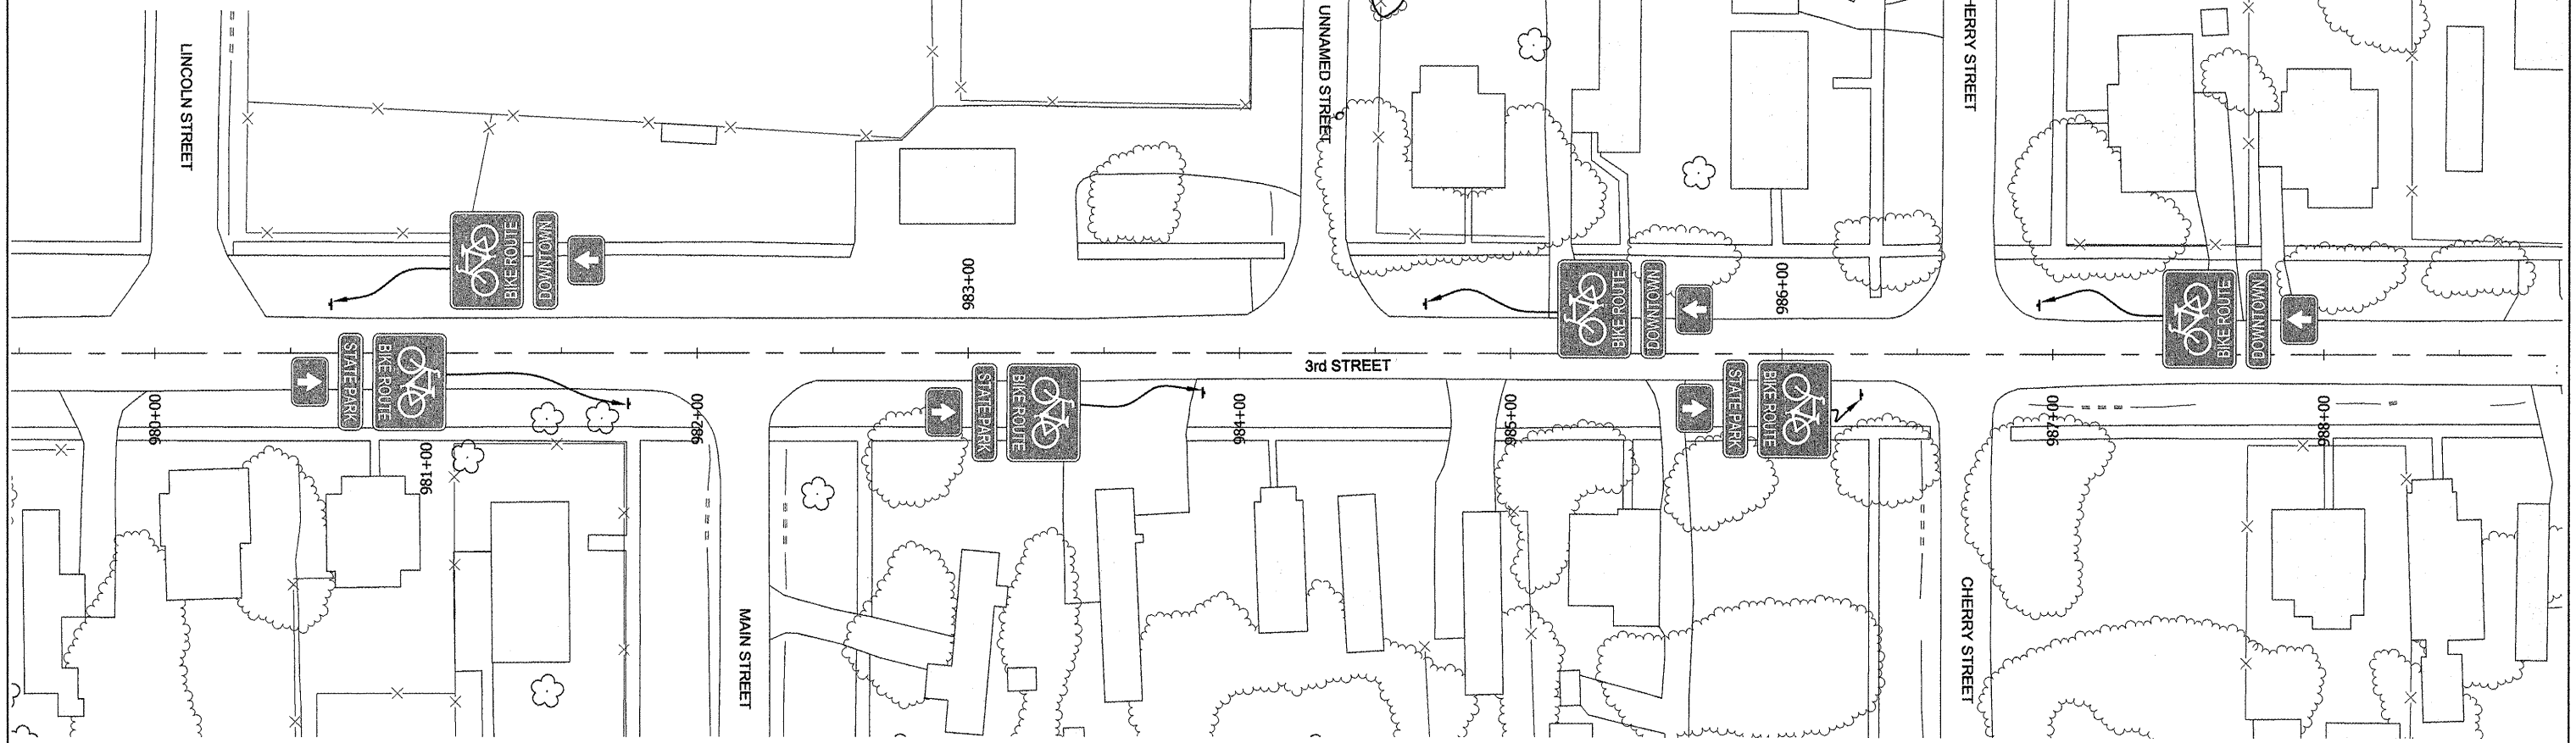 LINCOLN STREET
UNNAMED STREET
HERRY STREET
BIKE ROUTE
DOWNTOWN
983+00
BIKE ROUTE
DOWNTOWN
986+00
BIKE ROUTE
DOWNTOWN
3rd STREET
STATE PARK
BIKE ROUTE
STATE PARK
BIKE ROUTE
STATE PARK
BIKE ROUTE
980+00
981+00
982+00
984+00
985+00
987+00
988+00
MAIN STREET
CHERRY STREET